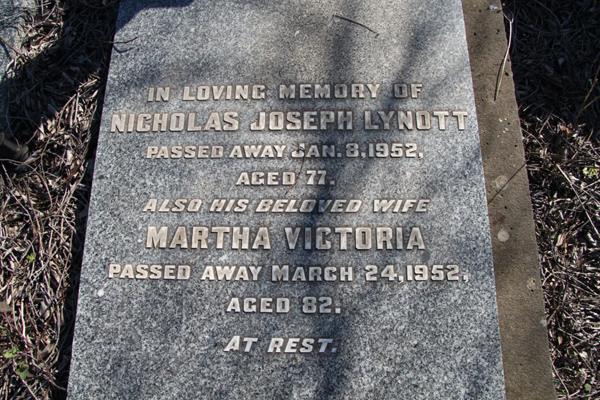 IN LOVING MEMORY OF
NICHOLAS JOSEPH LYNOTT
PASSED AWAY JAN. 8, 1952,
AGED 77.
ALSO HIS BELOVED WIFE
MARTHA VICTORIA
PASSED AWAY MARCH 24, 1952,
AGED 82.
AT REST.